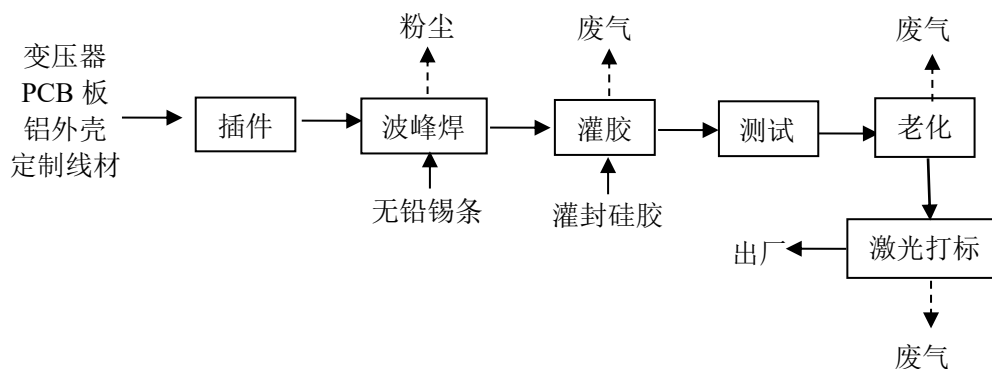 粉尘
废气
废气
变压器
PCB 板
铝外壳
定制线材
插件
波峰焊
灌胶
测试
老化
无铅锡条
灌封硅胶
出厂
激光打标
废气